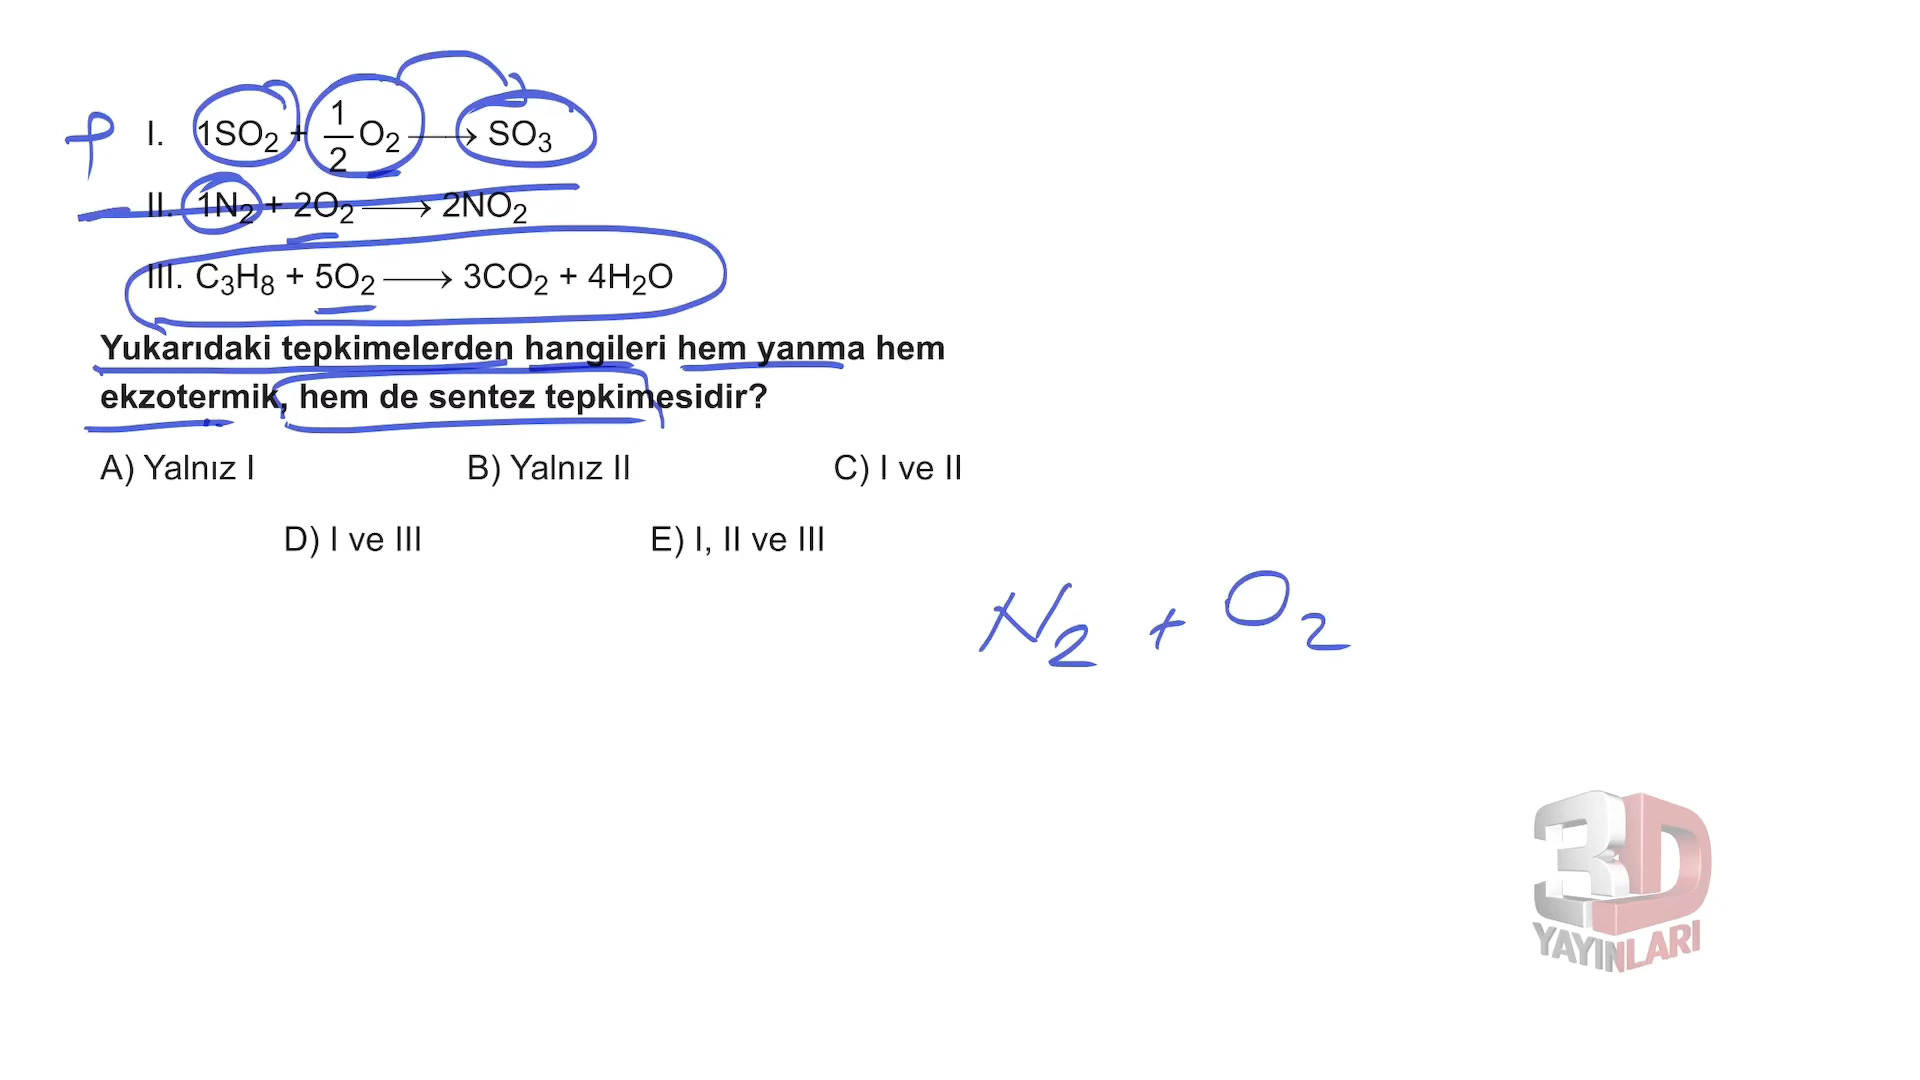 I. 1SO₂ + 1/2 O₂ ⟶ SO₃
II. 1N₂ + 2O₂ ⟶ 2NO₂
III. C₃H₈ + 5O₂ ⟶ 3CO₂ + 4H₂O
Yukarıdaki tepkimelerden hangileri hem yanma hem
ekzotermik, hem de sentez tepkimesidir?
A) Yalnız I B) Yalnız II C) I ve II
D) I ve III E) I, II ve III
N₂ + O₂
3D
YAYINLARI